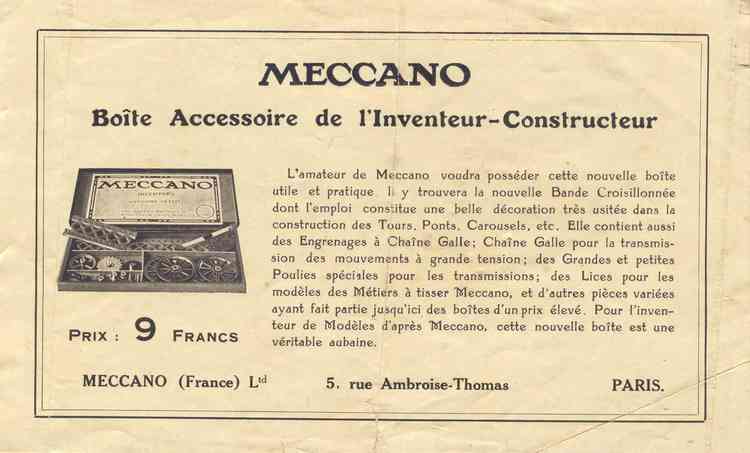 MECCANO
Boîte Accessoire de l'Inventeur-Constructeur
MECCANO
L'amateur de Meccano voudra posséder cette nouvelle boîte
utile et pratique. Il y trouvera la nouvelle Bande Croisillonnée
dont l'emploi constitue une belle décoration très usitée dans la
construction des Tours, Ponts, Carousels, etc. Elle contient aussi
des Engrenages à Chaîne Galle; Chaîne Galle pour la transmis-
sion des mouvements à grande tension; des Grandes et petites
Poulies spéciales pour les transmissions; des Lices pour les
modèles des Métiers à tisser Meccano, et d'autres pièces variées
ayant fait partie jusqu'ici des boîtes d'un prix élevé. Pour l'inven-
teur de Modèles d'après Meccano, cette nouvelle boîte est une
véritable aubaine.
PRIX : 9 FRANCS
MECCANO (France) Ltd 5, rue Ambroise-Thomas PARIS.